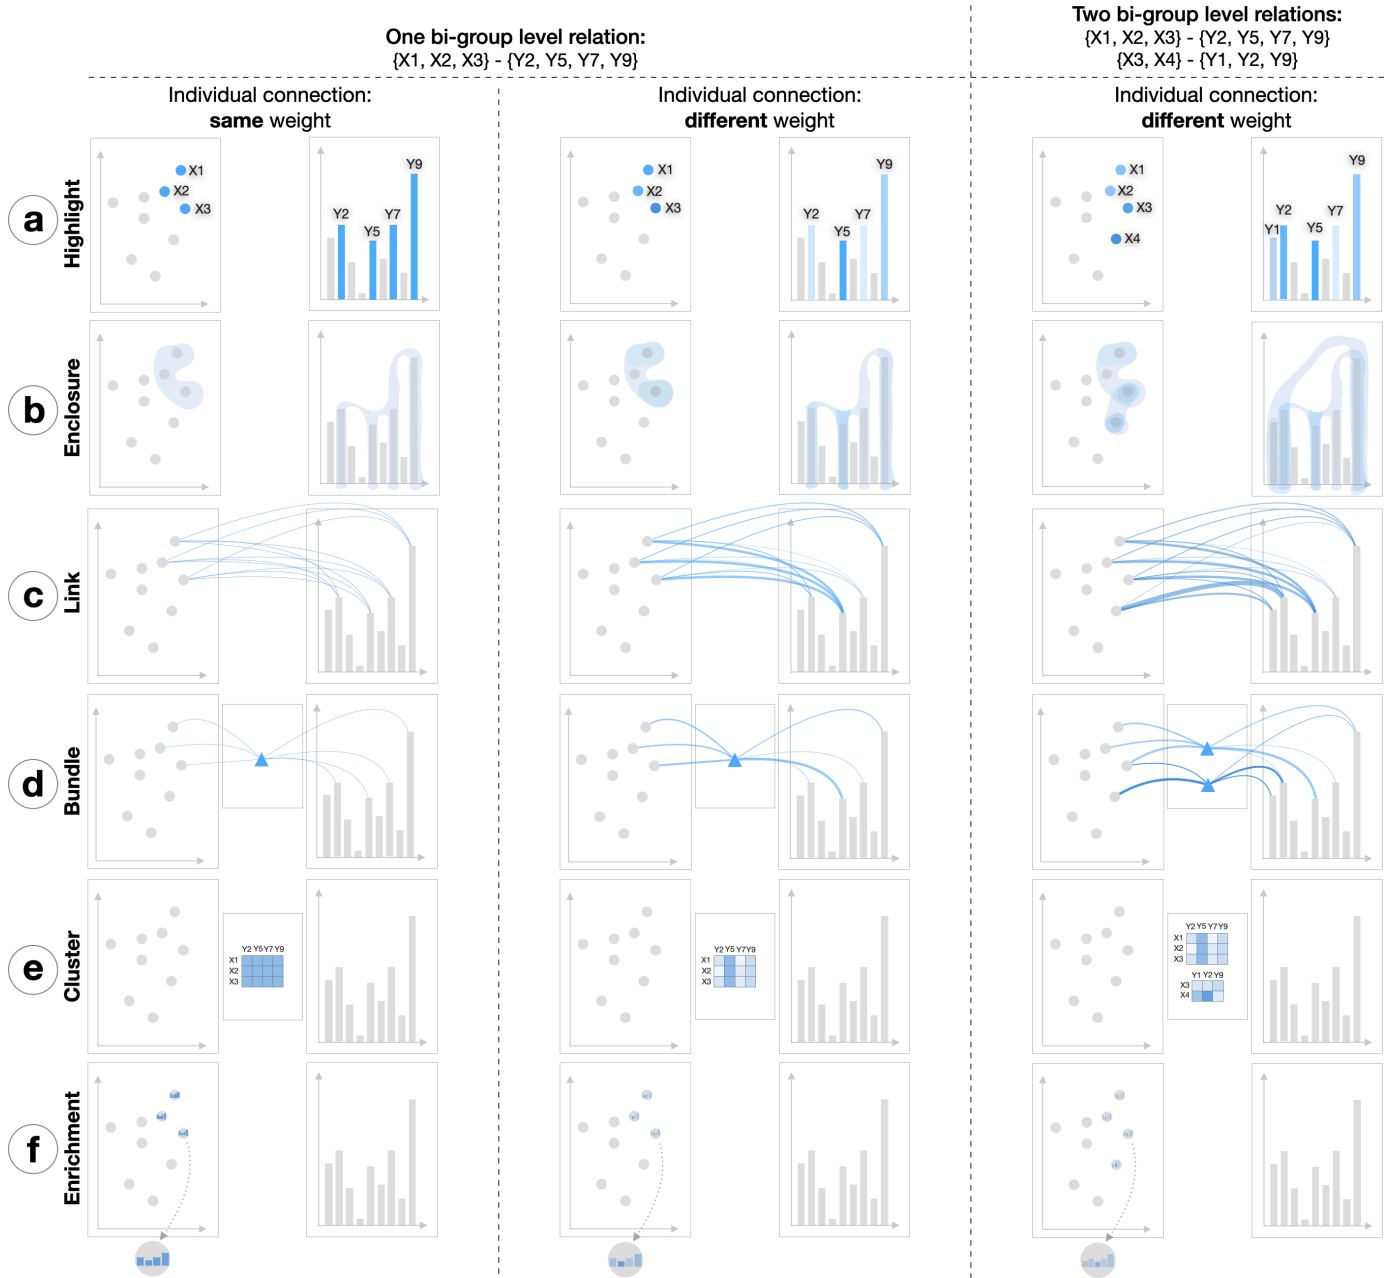 One bi-group level relation:
{X1, X2, X3} - {Y2, Y5, Y7, Y9}
Two bi-group level relations:
{X1, X2, X3} - {Y2, Y5, Y7, Y9}
{X3, X4} - {Y1, Y2, Y9}
Individual connection:
same weight
Individual connection:
different weight
Individual connection:
different weight
a
Highlight
X1
X2
X3
Y2
Y5
Y7
Y9
X1
X2
X3
Y2
Y5
Y7
Y9
X1
X2
X3
X4
Y1
Y2
Y5
Y7
Y9
b
Enclosure
c
Link
d
Bundle
e
Cluster
Y2 Y5 Y7 Y9
X1
X2
X3
Y2 Y5 Y7 Y9
X1
X2
X3
Y2 Y5 Y7 Y9
X1
X2
X3
Y1 Y2 Y9
X3
X4
f
Enrichment